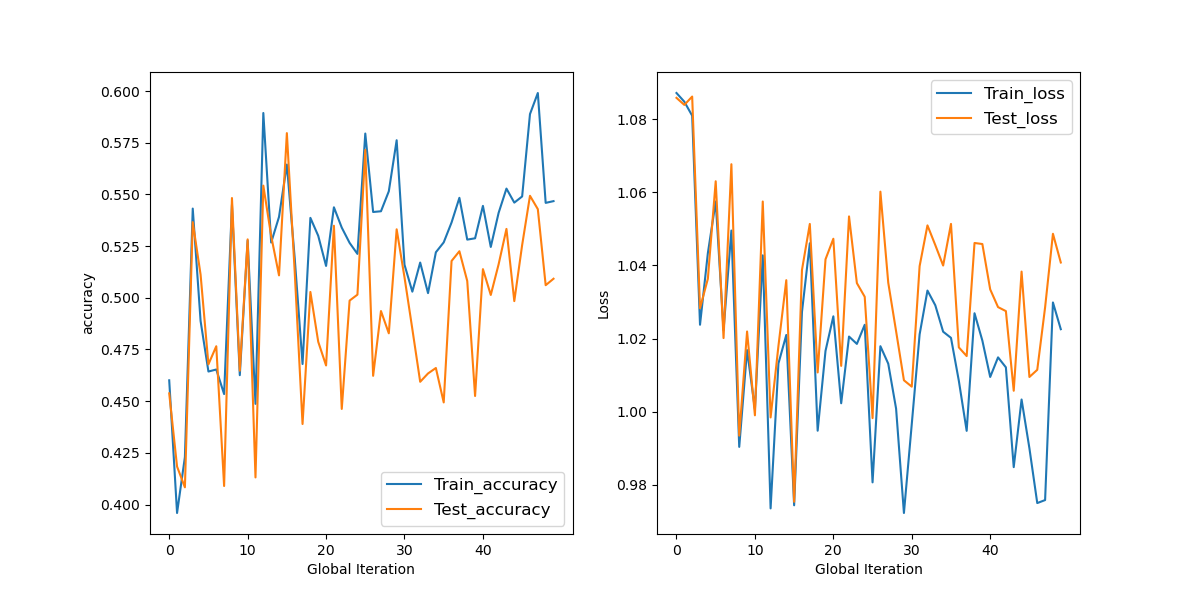 0.600
0.575
0.550
0.525
0.500
0.475
0.450
0.425
0.400
accuracy
0 10 20 30 40
Global Iteration
Train_accuracy
Test_accuracy
1.08
1.06
1.04
1.02
1.00
0.98
Loss
0 10 20 30 40
Global Iteration
Train_loss
Test_loss